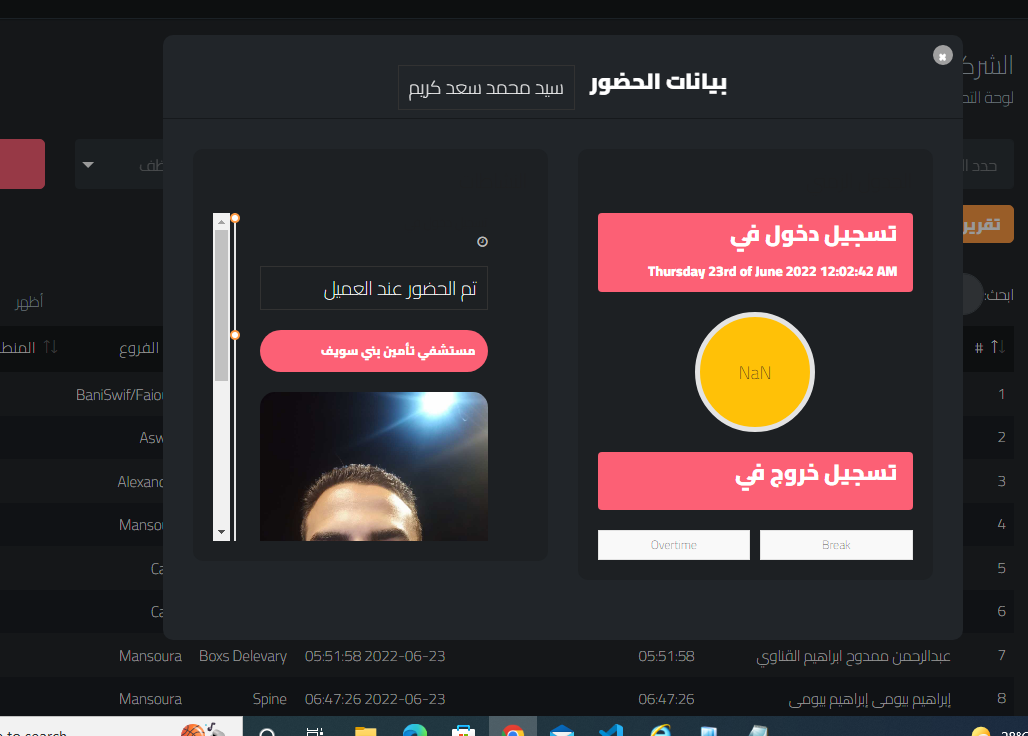 الشرك
لوحة التح
بيانات الحضور
سيد محمد سعد كريم
حدد ال
ظف
تقرير
تسجيل دخول في
Thursday 23rd of June 2022 12:02:42 AM
NaN
تسجيل خروج في
Overtime
Break
تم الحضور عند العميل
مستشفي تأمين بني سويف
ابحث:
أظهر
#
الفروع
المنط
1
BaniSwif/Faiou
2
Asw
3
Alexand
4
Mansou
5
Ca
6
Ca
7 عبدالرحمن ممدوح ابراهيم القناوي 05:51:58 2022-06-23 05:51:58 Boxs Delevary Mansoura
8 إبراهيم بيومى إبراهيم بيومى 06:47:26 2022-06-23 06:47:26 Spine Mansoura
to search